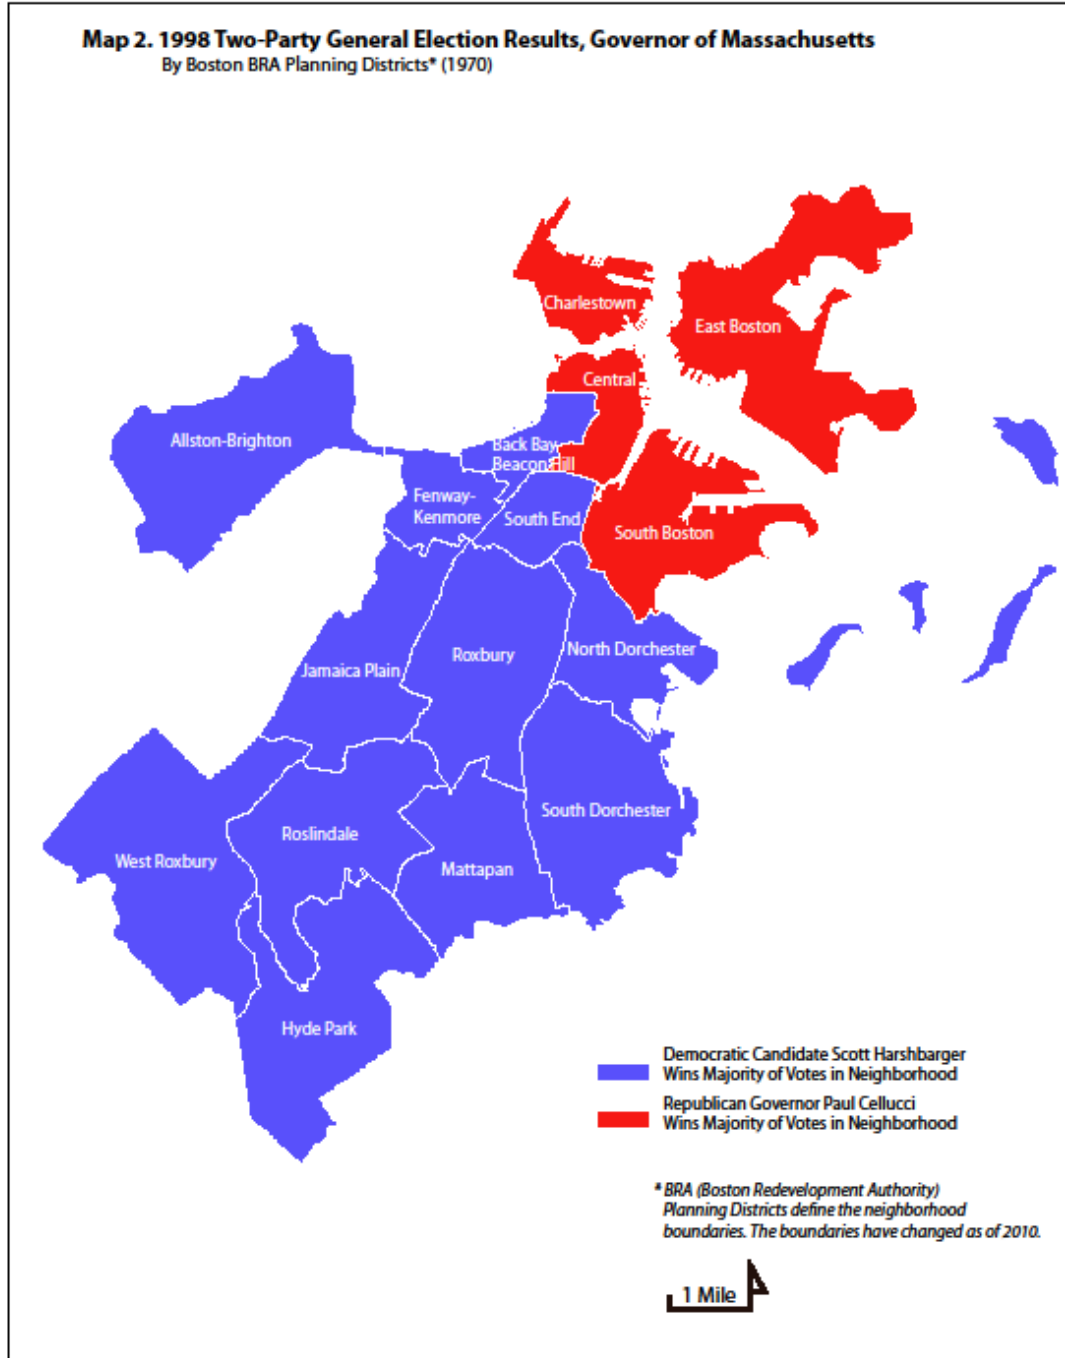 Map 2. 1998 Two-Party General Election Results, Governor of Massachusetts
By Boston BRA Planning Districts* (1970)
Charlestown
East Boston
Central
Allston-Brighton
Back Bay
Beacon Hill
Fenway-
Kenmore
South End
South Boston
North Dorchester
Roxbury
Jamaica Plain
South Dorchester
Roslindale
West Roxbury
Mattapan
Hyde Park
Democratic Candidate Scott Harshbarger
Wins Majority of Votes in Neighborhood
Republican Governor Paul Cellucci
Wins Majority of Votes in Neighborhood
* BRA (Boston Redevelopment Authority)
Planning Districts define the neighborhood
boundaries. The boundaries have changed as of 2010.
1 Mile